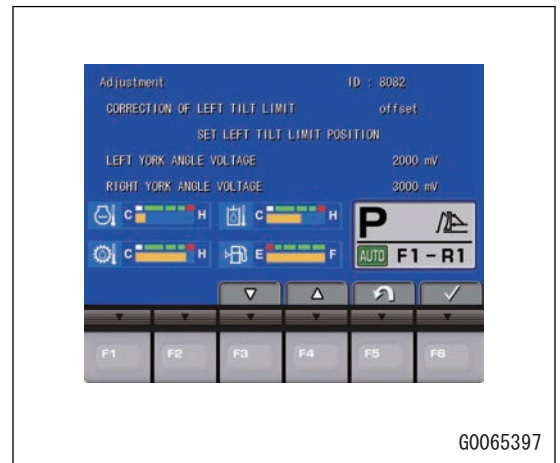 Adjustment ID : 8082
CORRECTION OF LEFT TILT LIMIT offset
SET LEFT TILT LIMIT POSITION
LEFT YORK ANGLE VOLTAGE 2000 mV
RIGHT YORK ANGLE VOLTAGE 3000 mV
C H C H P
C H E F AUTO F1-R1
F1 F2 F3 F4 F5 F6
G0065397